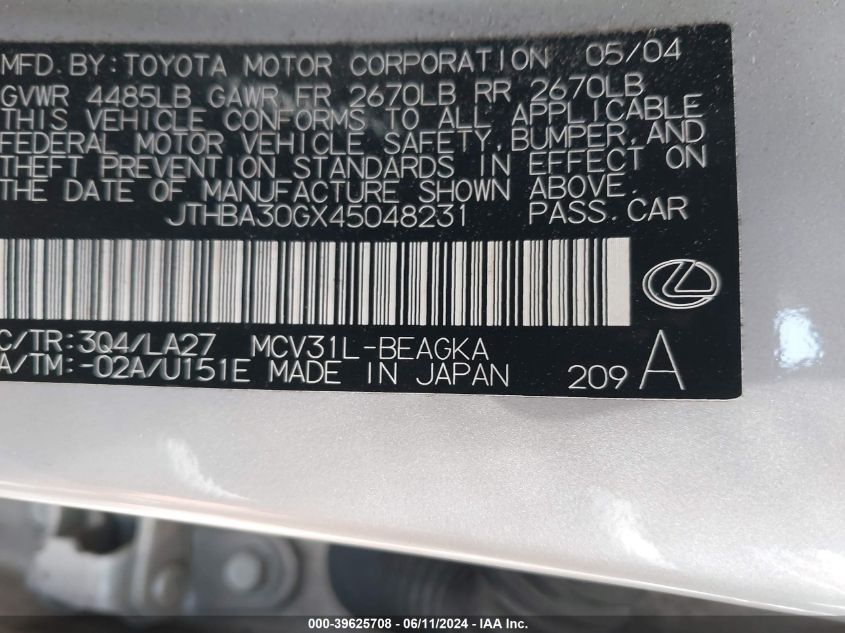 MFD. BY: TOYOTA MOTOR CORPORATION 05/04
GVWR 4485LB GAWR FR 2670LB RR 2670LB
THIS VEHICLE CONFORMS TO ALL APPLICABLE
FEDERAL MOTOR VEHICLE SAFETY, BUMPER, AND
THEFT PREVENTION STANDARDS IN EFFECT ON
THE DATE OF MANUFACTURE SHOWN ABOVE.
JTHBA30GX45048231 PASS. CAR
C/TR: 3Q4/LA27 MCV31L-BEAGKA
A/TM: -02A/U151E MADE IN JAPAN 209 A
000-39625708 - 06/11/2024 - IAA Inc.